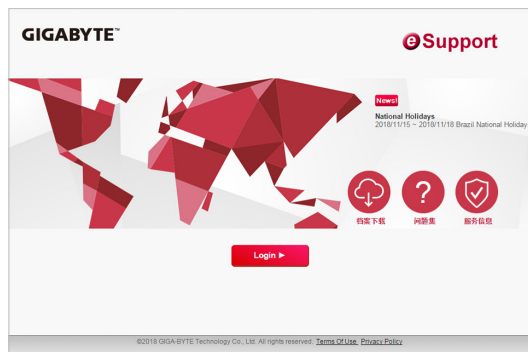 GIGABYTE™
eSupport
News!
National Holidays
2018/11/15 ~ 2018/11/18 Brazil National Holiday
?
档案下载 问题集 服务信息
Login ►
©2018 GIGA-BYTE Technology Co., Ltd. All rights reserved. Terms Of Use Privacy Policy